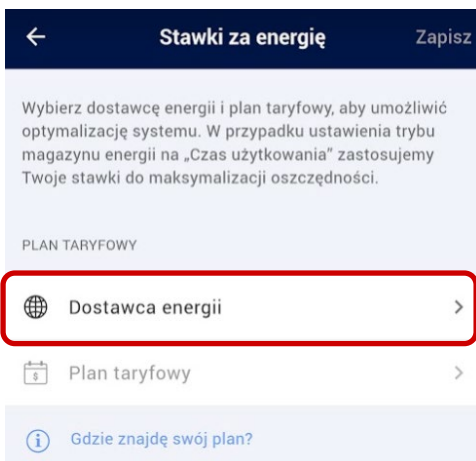 Stawki za energię Zapisz
Wybierz dostawcę energii i plan taryfowy, aby umożliwić
optymalizację systemu. W przypadku ustawienia trybu
magazynu energii na „Czas użytkowania” zastosujemy
Twoje stawki do maksymalizacji oszczędności.
PLAN TARYFOWY
Dostawca energii
Plan taryfowy
Gdzie znajdę swój plan?